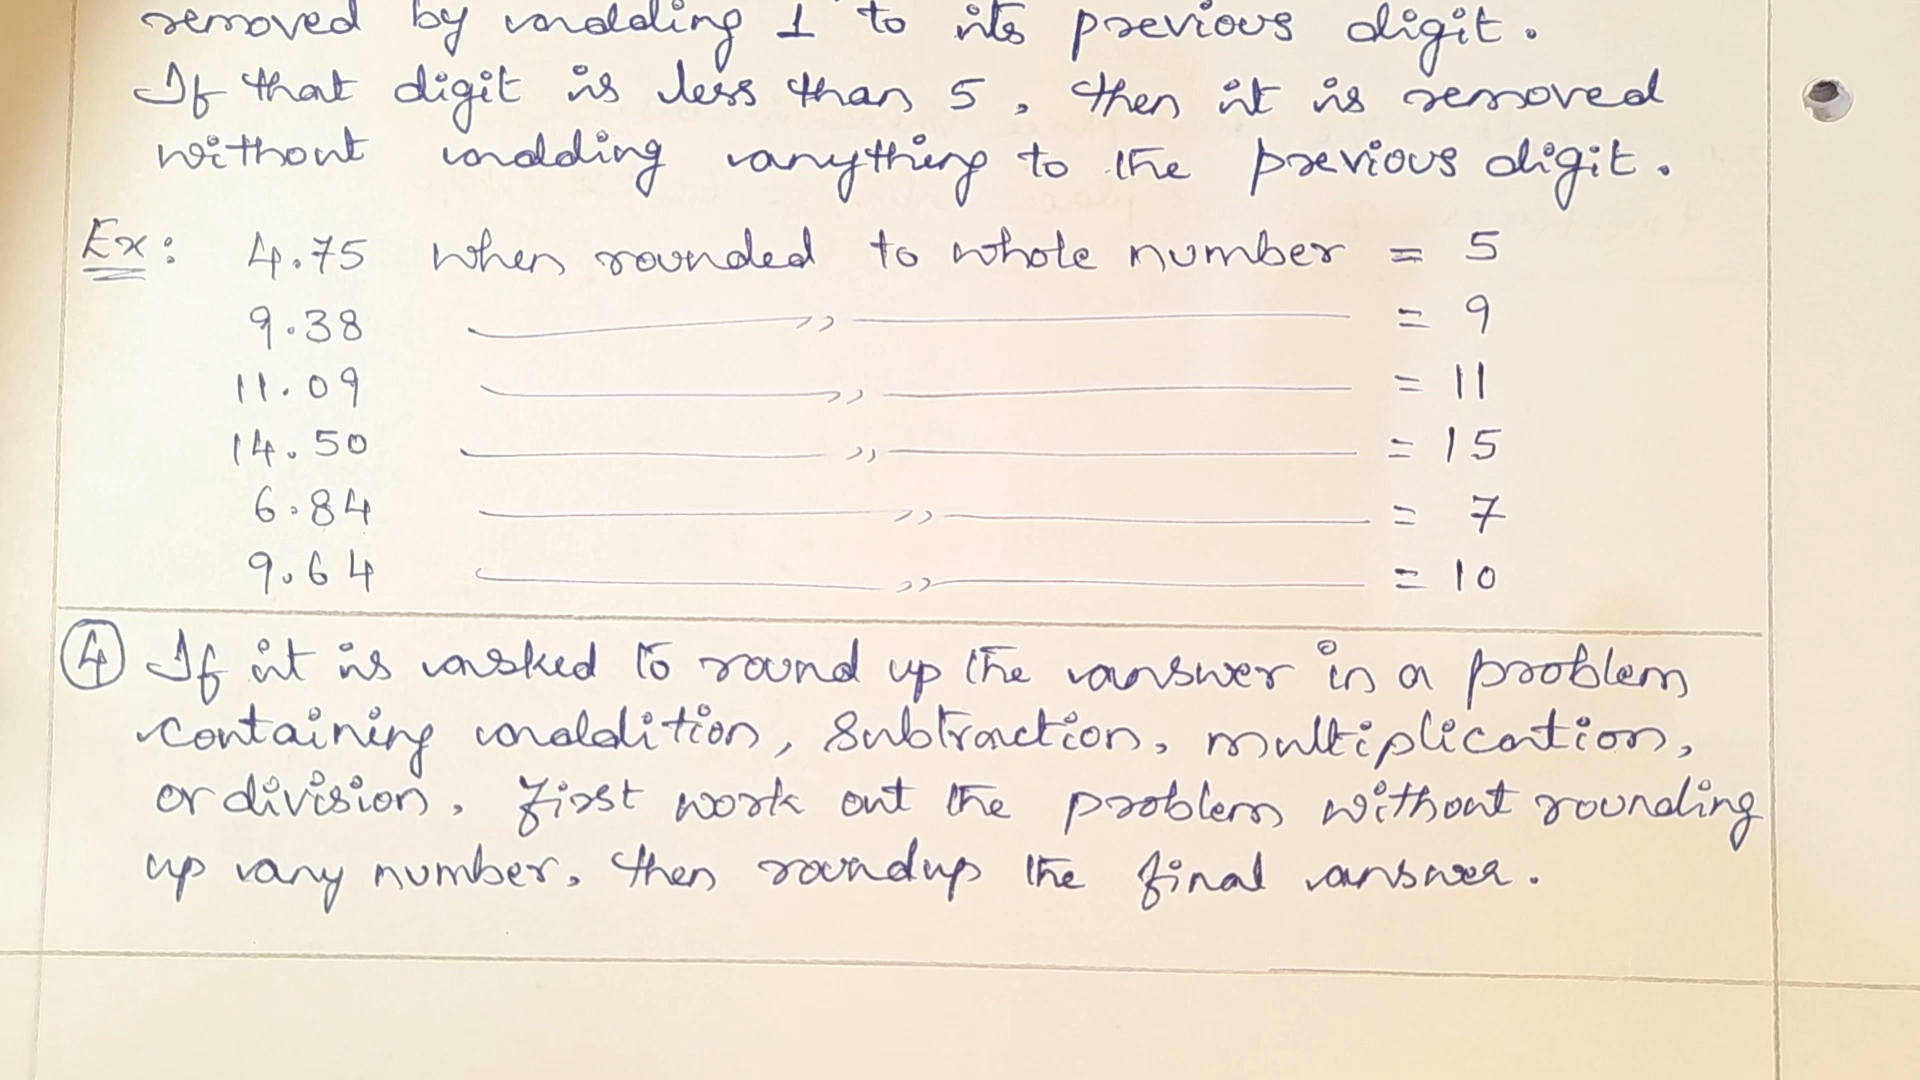 removed by adding 1 to its previous digit.
If that digit is less than 5, then it is removed
without adding anything to the previous digit.
Ex: 4.75 when rounded to whole number = 5
9.38 —— ,, —— = 9
11.09 —— ,, —— = 11
14.50 —— ,, —— = 15
6.84 —— ,, —— = 7
9.64 —— ,, —— = 10
4 If it is asked to round up the answer in a problem
containing addition, subtraction, multiplication,
or division, first work out the problem without rounding
up any number, then roundup the final answer.